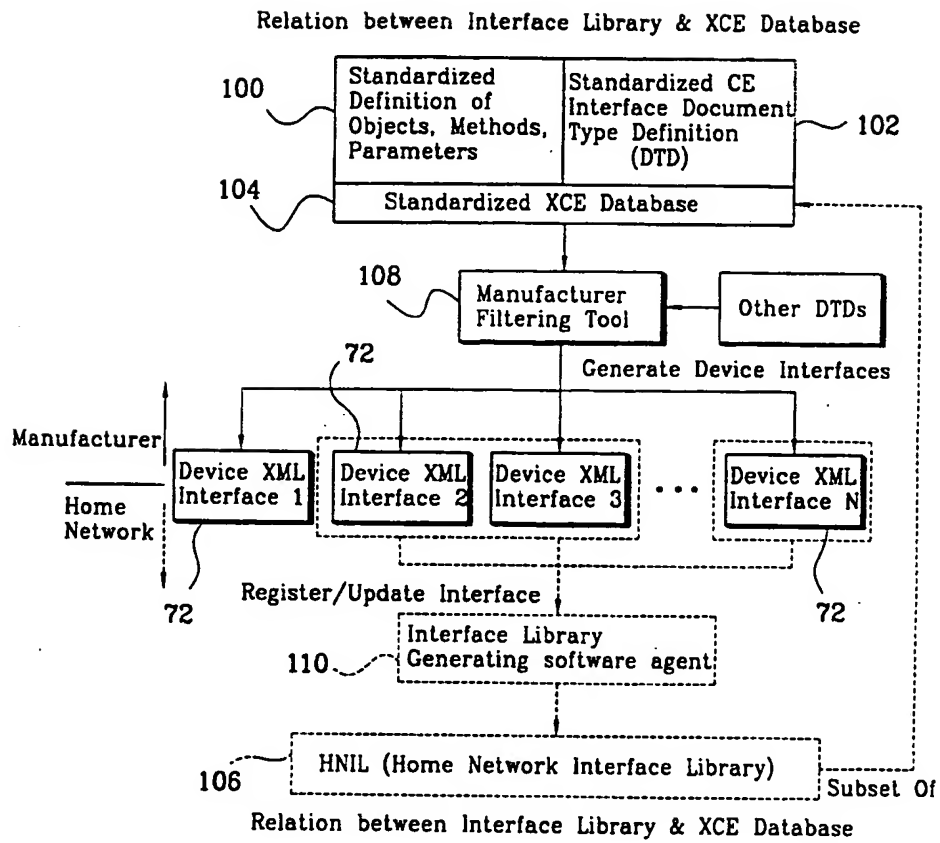 Relation between Interface Library & XCE Database
100
Standardized
Definition of
Objects, Methods,
Parameters
Standardized CE
Interface Document
Type Definition
(DTD)
102
104
Standardized XCE Database
108
Manufacturer
Filtering Tool
Other DTDs
72
Generate Device Interfaces
Manufacturer
Home
Network
Device XML
Interface 1
Device XML
Interface 2
Device XML
Interface 3
Device XML
Interface N
72
72
Register/Update Interface
110
Interface Library
Generating software agent
106
HNIL (Home Network Interface Library)
Subset Of
Relation between Interface Library & XCE Database